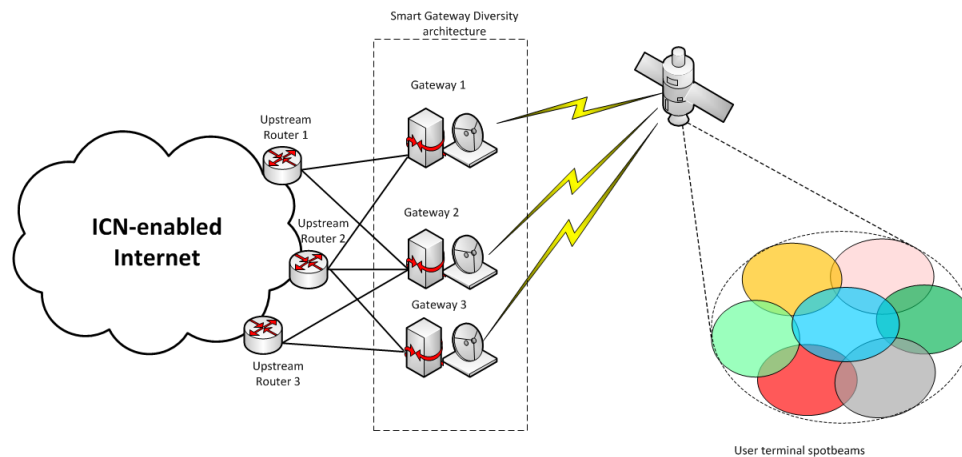 Smart Gateway Diversity
architecture
Gateway 1
Upstream
Router 1
ICN-enabled
Internet
Gateway 2
Upstream
Router 2
Gateway 3
Upstream
Router 3
User terminal spotbeams